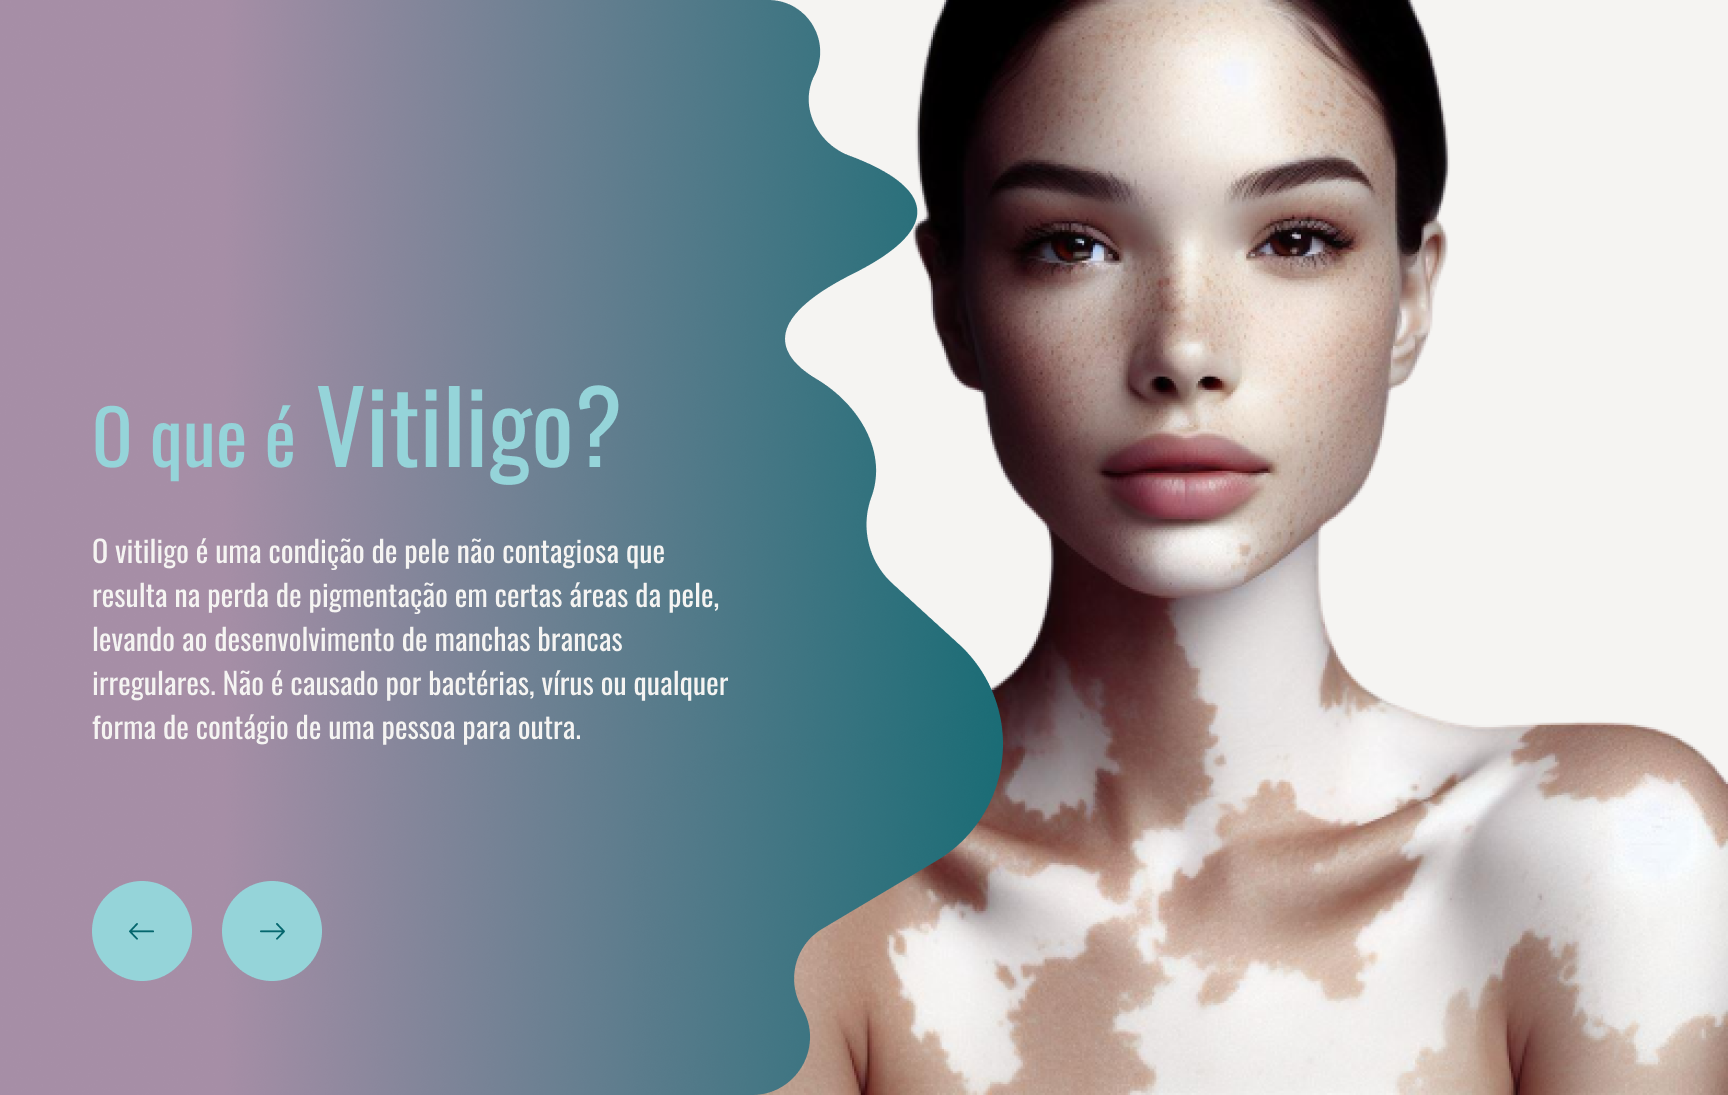 O que é Vitiligo?
O vitiligo é uma condição de pele não contagiosa que
resulta na perda de pigmentação em certas áreas da pele,
levando ao desenvolvimento de manchas brancas
irregulares. Não é causado por bactérias, vírus ou qualquer
forma de contágio de uma pessoa para outra.